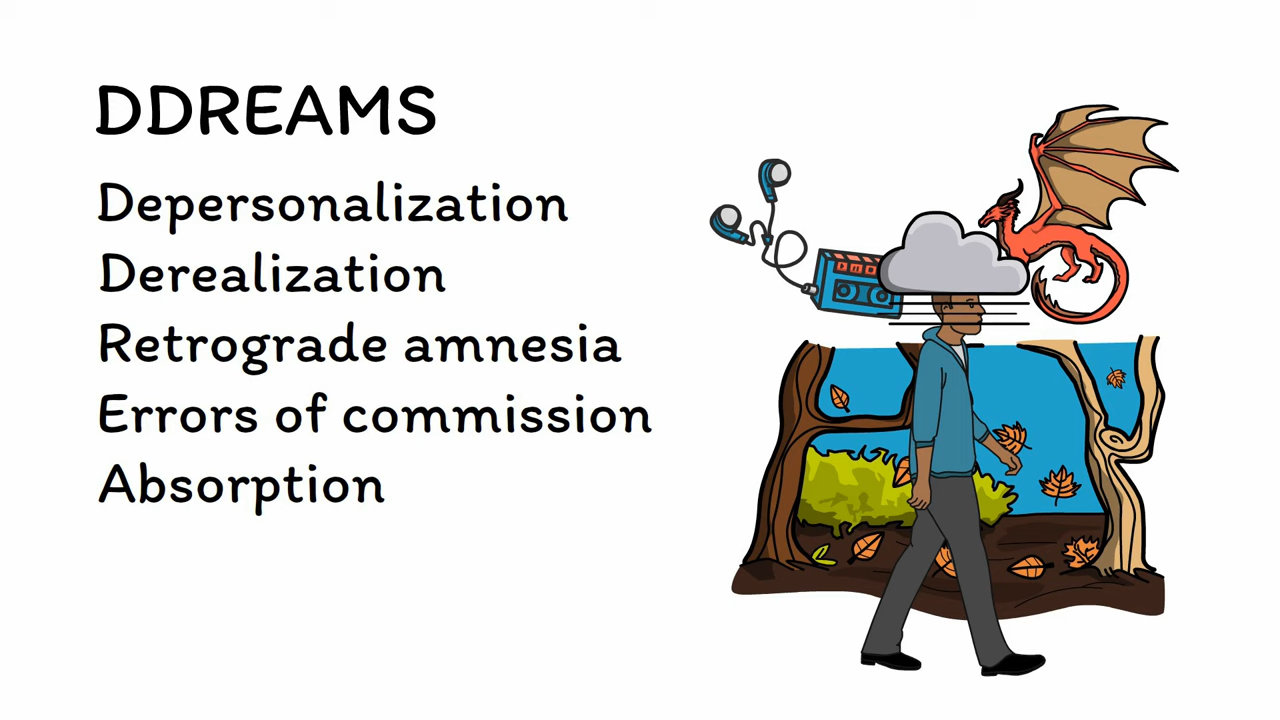 DDREAMS
Depersonalization
Derealization
Retrograde amnesia
Errors of commission
Absorption